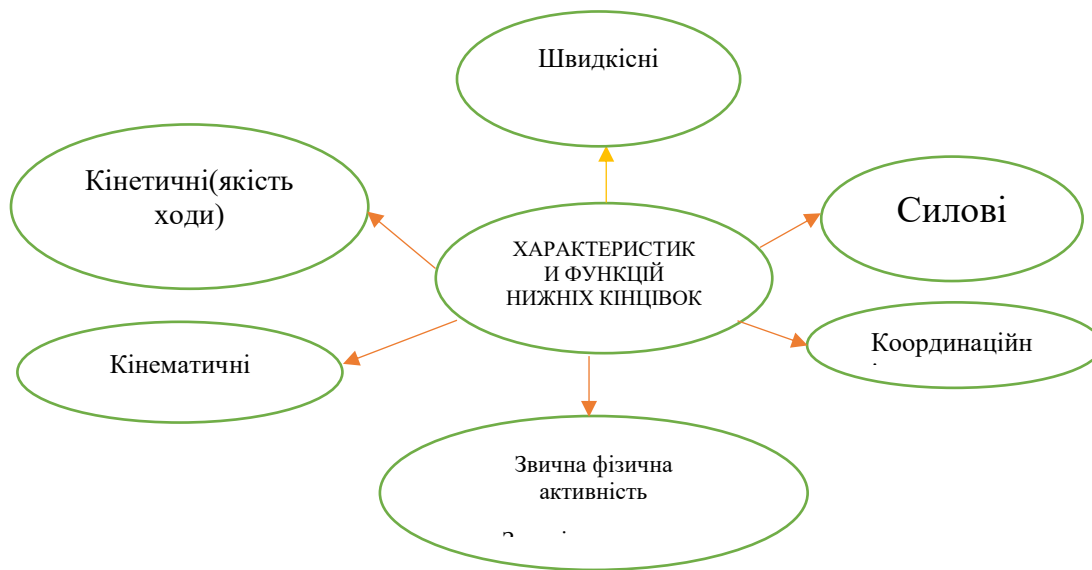 Швидкісні
Кінетичні(якість
ходи)
Силові
ХАРАКТЕРИСТИК
И ФУНКЦІЙ
НИЖНІХ КІНЦІВОК
Координаційн
Кінематичні
Звична фізична
активність